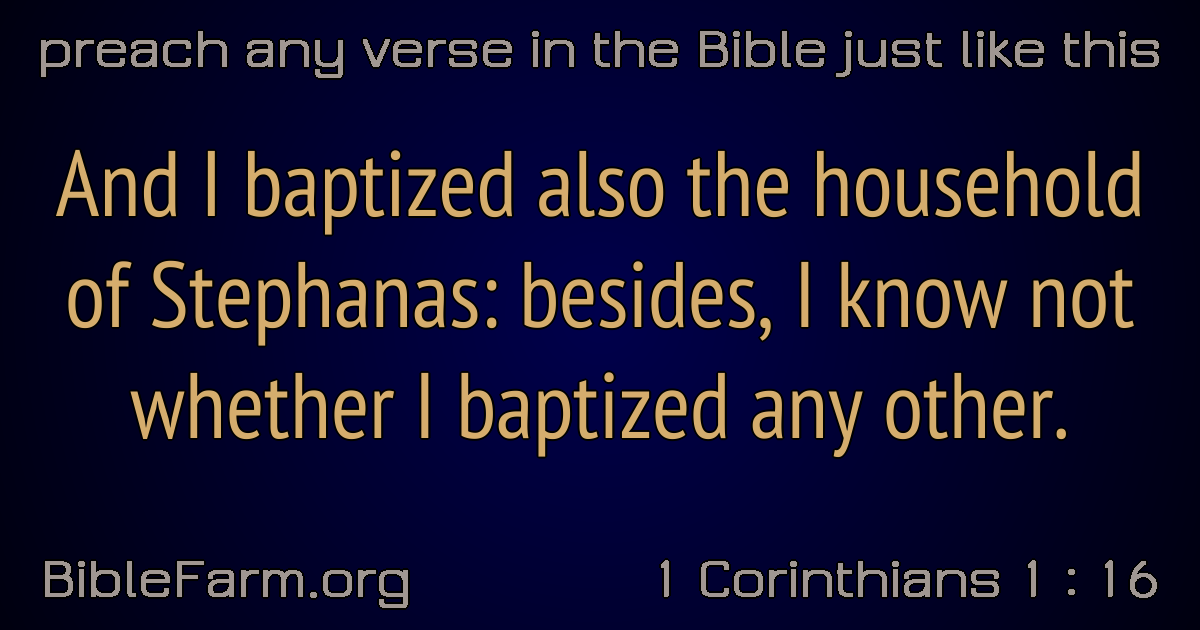 preach any verse in the Bible just like this
And I baptized also the household
of Stephanas: besides, I know not
whether I baptized any other.
BibleFarm.org
1 Corinthians 1 : 16